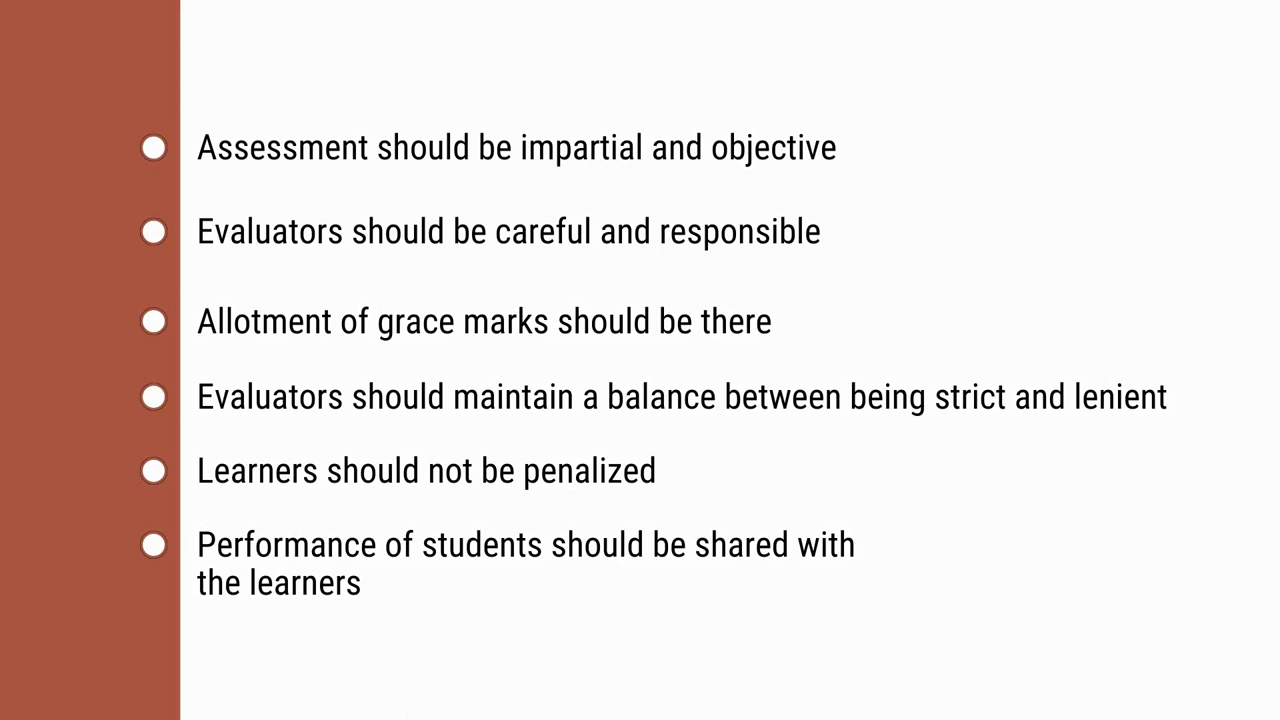 Assessment should be impartial and objective
Evaluators should be careful and responsible
Allotment of grace marks should be there
Evaluators should maintain a balance between being strict and lenient
Learners should not be penalized
Performance of students should be shared with
the learners